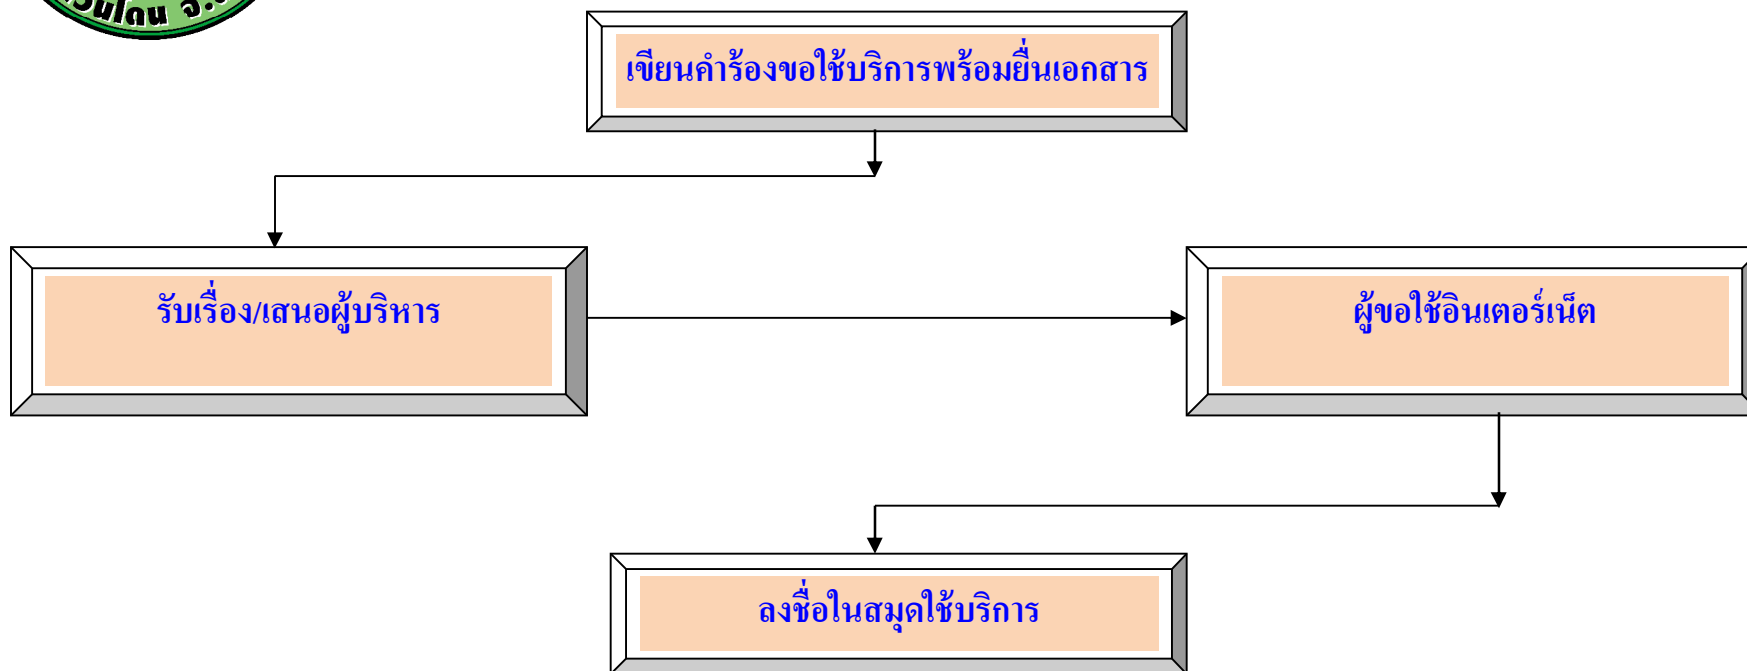 เขียนคำร้องขอใช้บริการพร้อมยื่นเอกสาร
รับเรื่อง/เสนอผู้บริหาร
ผู้ขอใช้อินเตอร์เน็ต
ลงชื่อในสมุดใช้บริการ